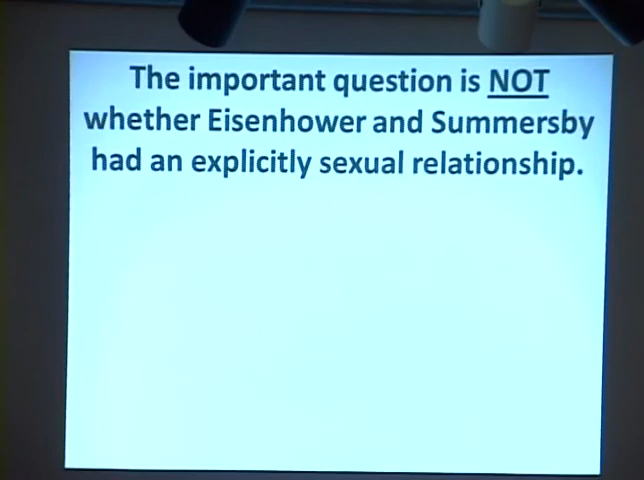 The important question is NOT
whether Eisenhower and Summersby
had an explicitly sexual relationship.